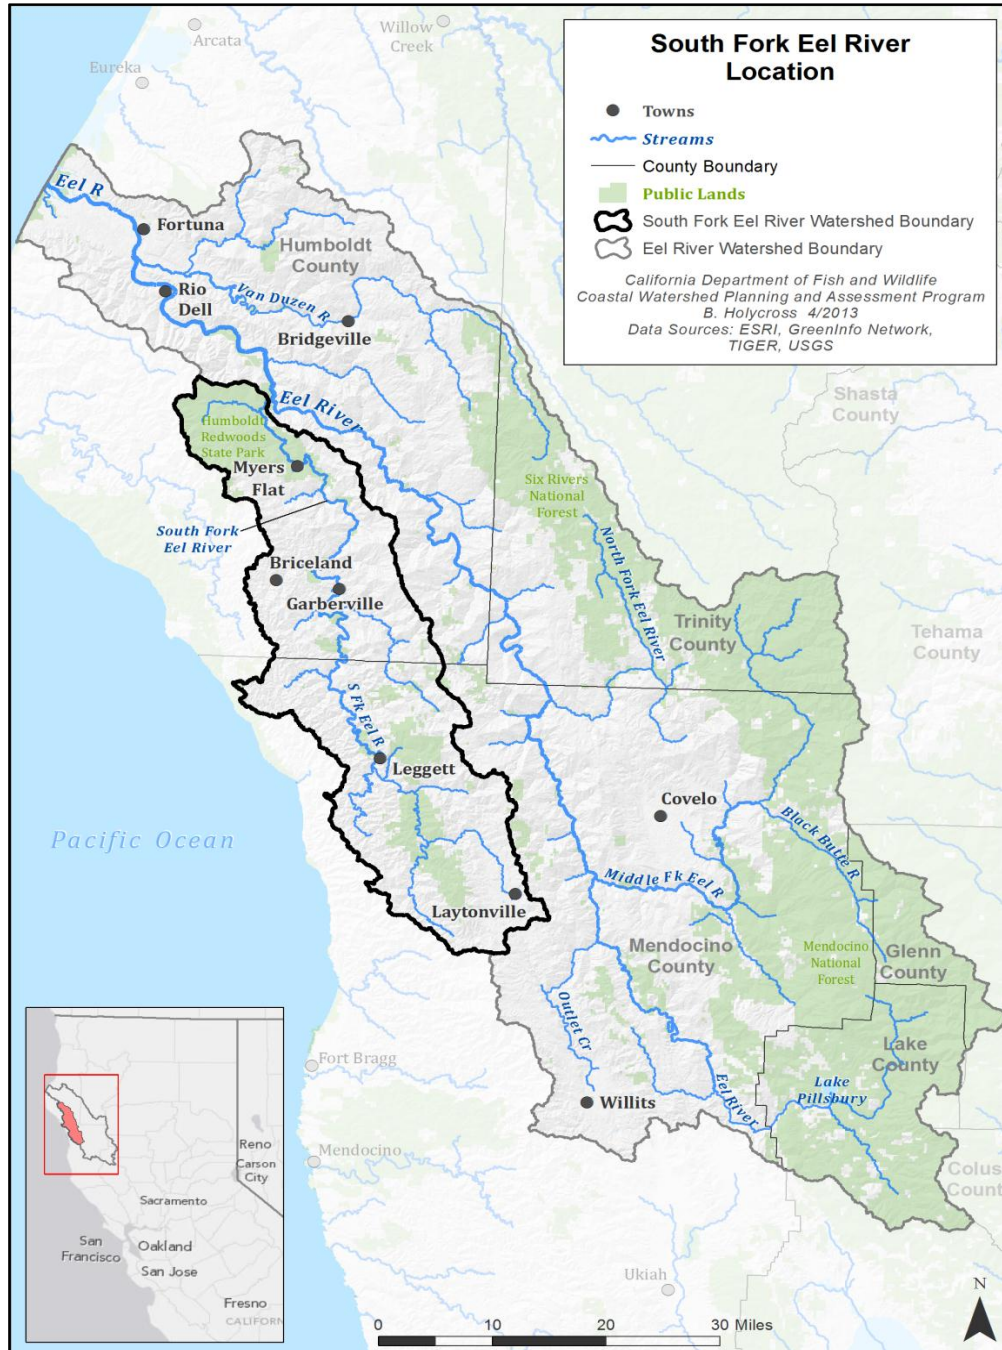 South Fork Eel River
Location
Towns
Streams
County Boundary
Public Lands
South Fork Eel River Watershed Boundary
Eel River Watershed Boundary
California Department of Fish and Wildlife
Coastal Watershed Planning and Assessment Program
B. Holycross 4/2013
Data Sources: ESRI, GreenInfo Network,
TIGER, USGS
Willow
Creek
Arcata
Eureka
Eel R
Fortuna
Humboldt
County
Rio
Dell
Van Duzen R
Bridgeville
Shasta
County
Eel River
Humboldt
Redwoods
State Park
Myers
Flat
Six Rivers
National
Forest
South Fork
Eel River
North Fork Eel River
Briceland
Garberville
Trinity
County
Tehama
County
S Fk Eel R
Leggett
Covelo
Black Butte R
Pacific Ocean
Middle Fk Eel R
Laytonville
Mendocino
County
Mendocino
National
Forest
Glenn
County
Outlet Cr
Lake
County
Fort Bragg
Eel River
Lake
Pillsbury
Willits
Mendocino
Colus
Count
Ukiah
Reno
Carson
City
Sacramento
San
Francisco
Oakland
San Jose
Fresno
CALIFORN
N
0 10 20 30 Miles